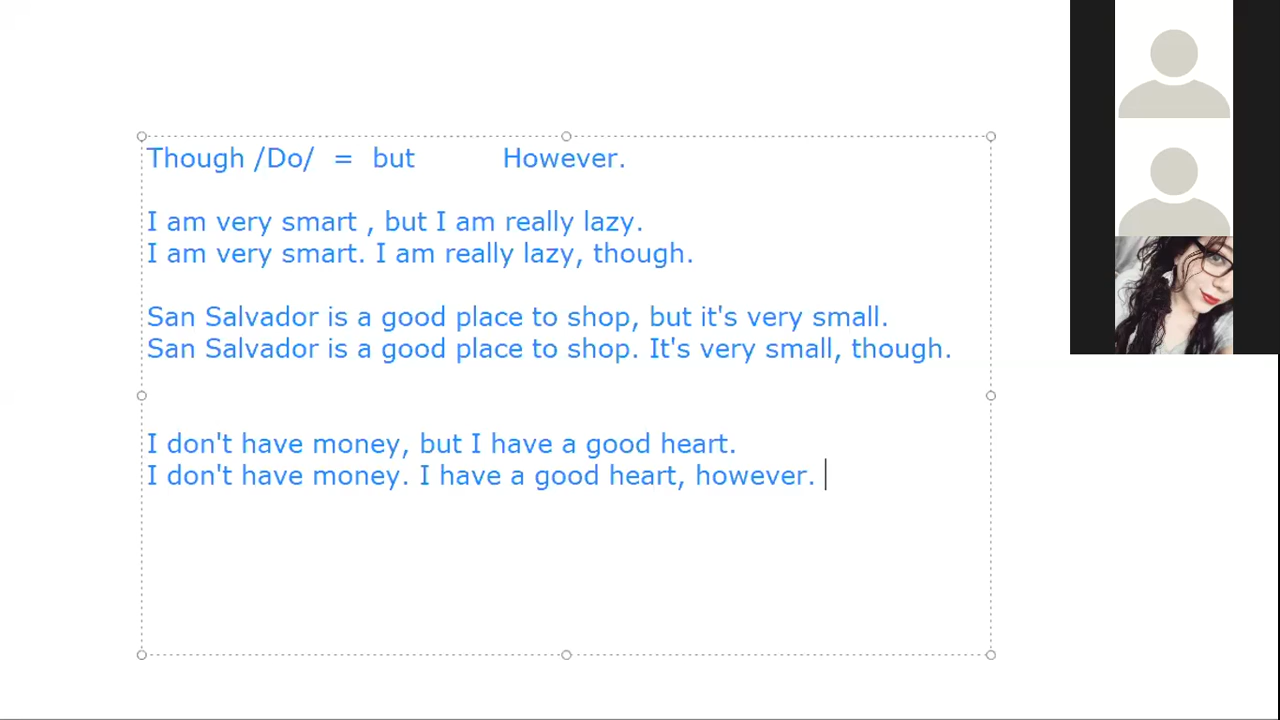 Though /Do/ = but However.
I am very smart , but I am really lazy.
I am very smart. I am really lazy, though.
San Salvador is a good place to shop, but it's very small.
San Salvador is a good place to shop. It's very small, though.
I don't have money, but I have a good heart.
I don't have money. I have a good heart, however.